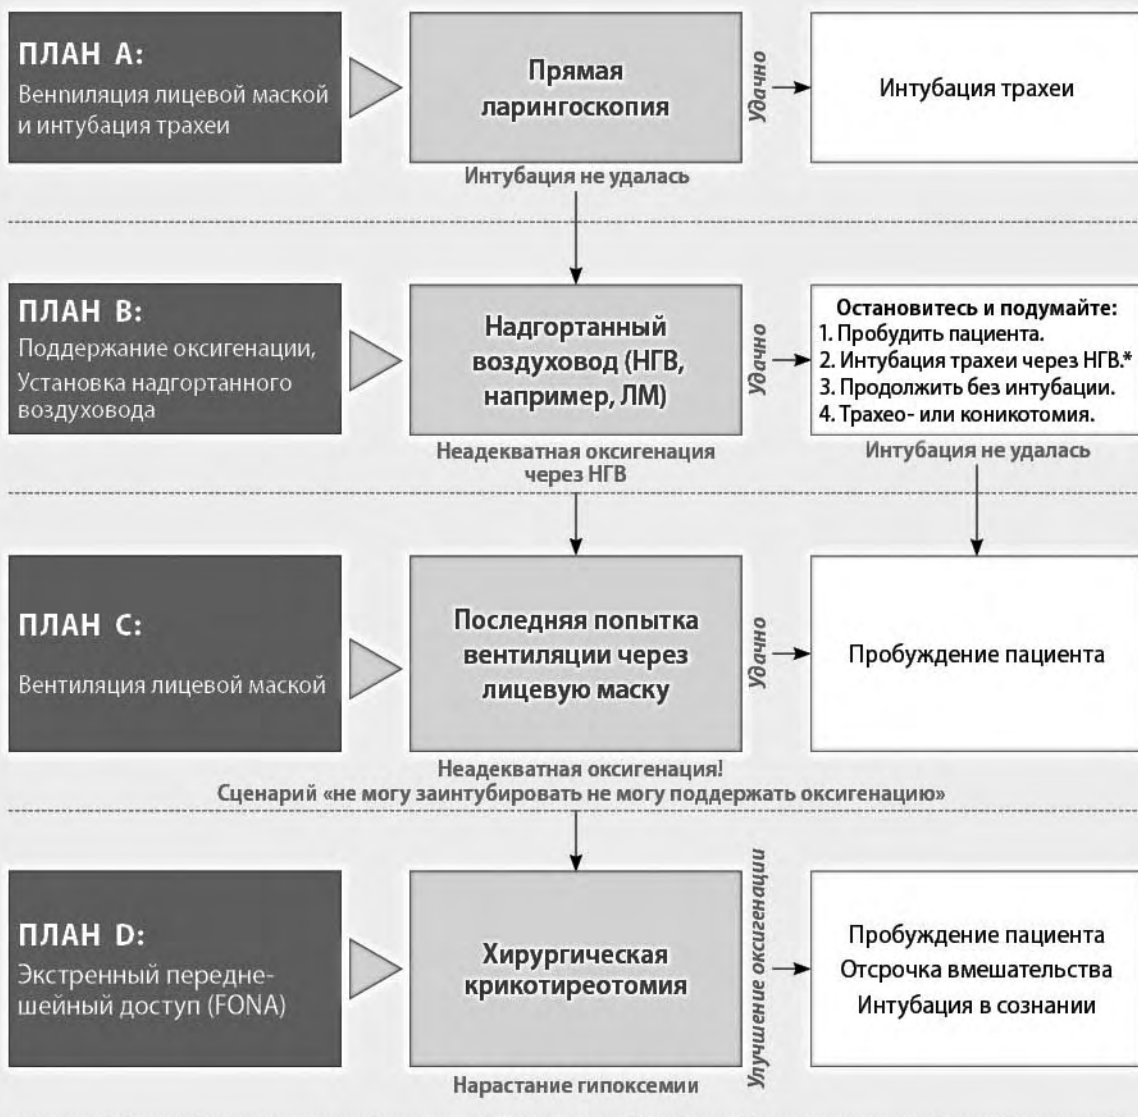 ПЛАН A:
Венпиляция лицевой маской
и интубация трахеи
Прямая
ларингоскопия
Удачно
Интубация трахеи
Интубация не удалась
ПЛАН B:
Поддержание оксигенации,
Установка надгортанного
воздуховода
Надгортанный
воздуховод (НГВ,
например, ЛМ)
Удачно
Остановитесь и подумайте:
1. Пробудить пациента.
2. Интубация трахеи через НГВ.*
3. Продолжить без интубации.
4. Трахео- или коникотомия.
Неадекватная оксигенация
через НГВ
Интубация не удалась
ПЛАН C:
Вентиляция лицевой маской
Последняя попытка
вентиляции через
лицевую маску
Удачно
Пробуждение пациента
Неадекватная оксигенация!
Сценарий «не могу заинтубировать не могу поддержать оксигенацию»
ПЛАН D:
Экстренный передне-
шейный доступ (FONA)
Хирургическая
крикотиреотомия
Улучшение оксигенации
Пробуждение пациента
Отсрочка вмешательства
Интубация в сознании
Нарастание гипоксемии